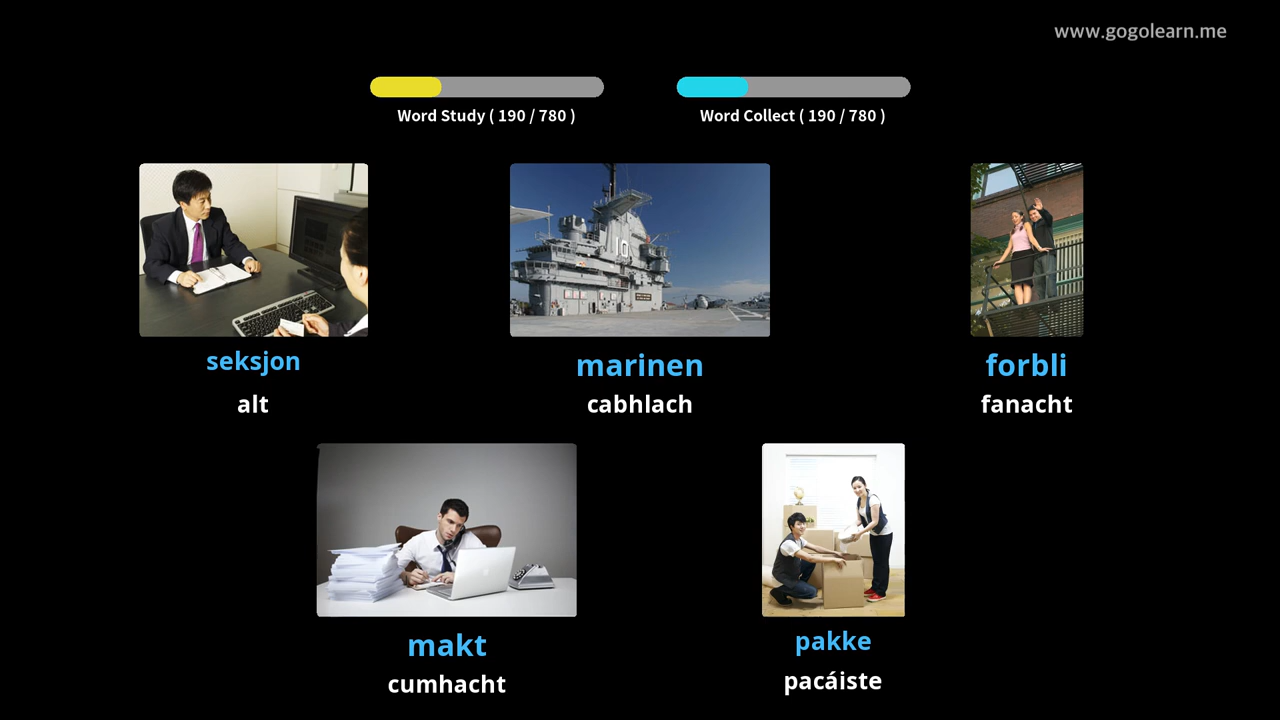 www.gogolearn.me
Word Study ( 190 / 780 )
Word Collect ( 190 / 780 )
seksjon
alt
marinen
cabhlach
forbli
fanacht
makt
cumhacht
pakke
pacáiste